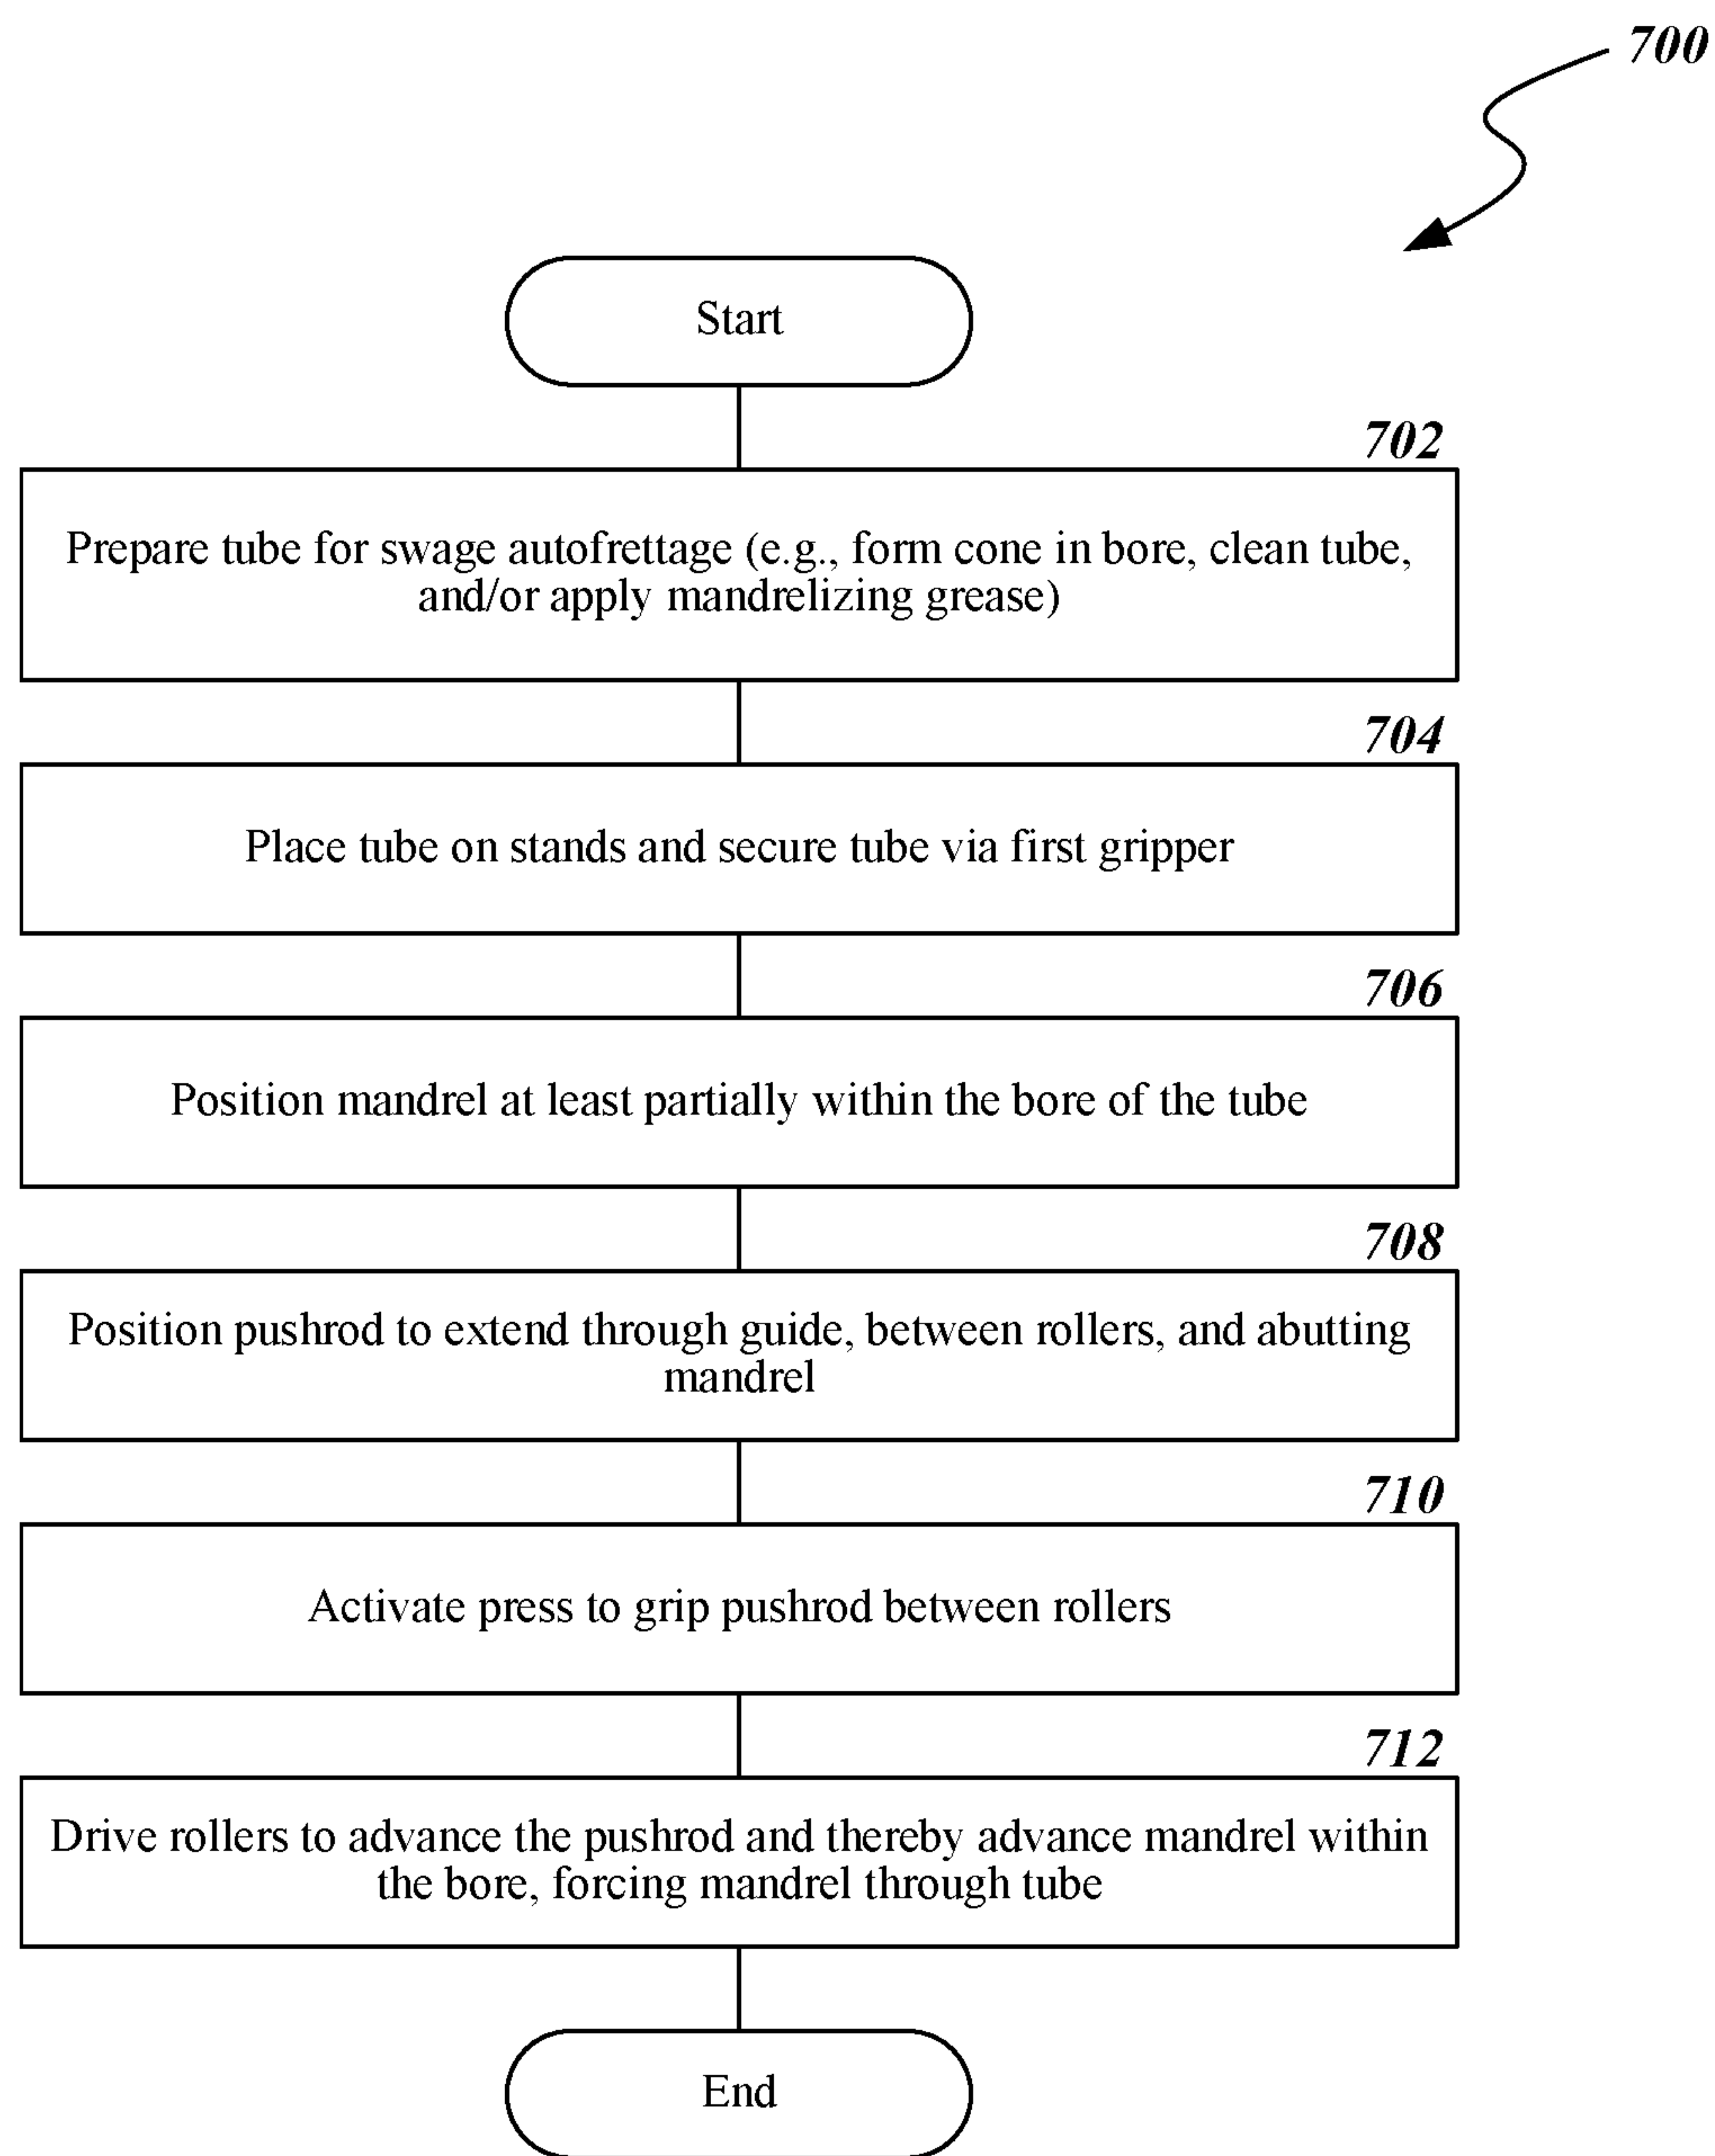 700
Start
702
Prepare tube for swage autofrettage (e.g., form cone in bore, clean tube,
and/or apply mandrelizing grease)
704
Place tube on stands and secure tube via first gripper
706
Position mandrel at least partially within the bore of the tube
708
Position pushrod to extend through guide, between rollers, and abutting
mandrel
710
Activate press to grip pushrod between rollers
712
Drive rollers to advance the pushrod and thereby advance mandrel within
the bore, forcing mandrel through tube
End